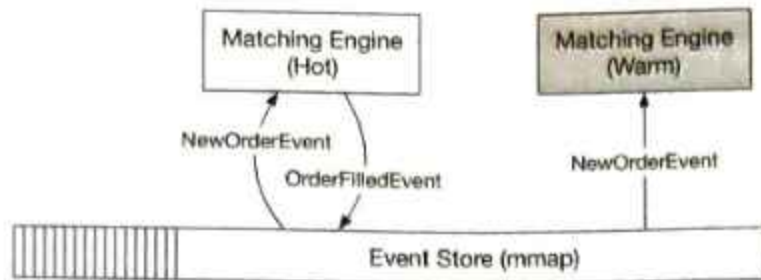 Matching Engine
(Hot)
Matching Engine
(Warm)
NewOrderEvent
OrderFilledEvent
NewOrderEvent
Event Store (mmap)